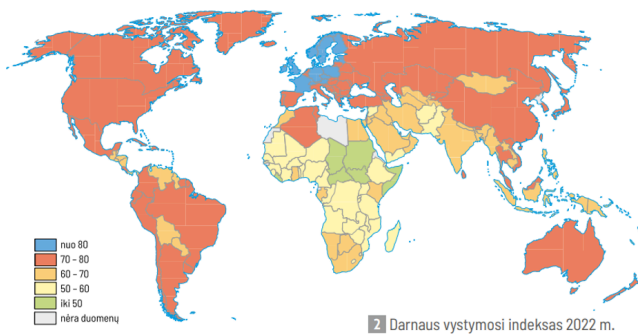 nuo 80
70 – 80
60 – 70
50 – 60
iki 50
nėra duomenų
2 Darnaus vystymosi indeksas 2022 m.